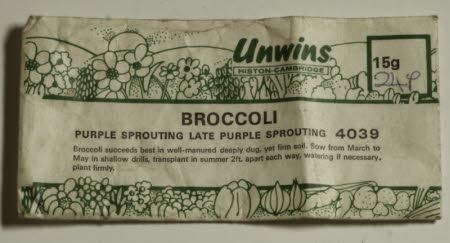 Unwins
HISTON-CAMBRIDGE
15g
24p
BROCCOLI
PURPLE SPROUTING LATE PURPLE SPROUTING 4039
Broccoli succeeds best in well-manured deeply dug, yet firm soil. Sow from March to
May in shallow drills, transplant in summer 2ft. apart each way, watering if necessary,
plant firmly.